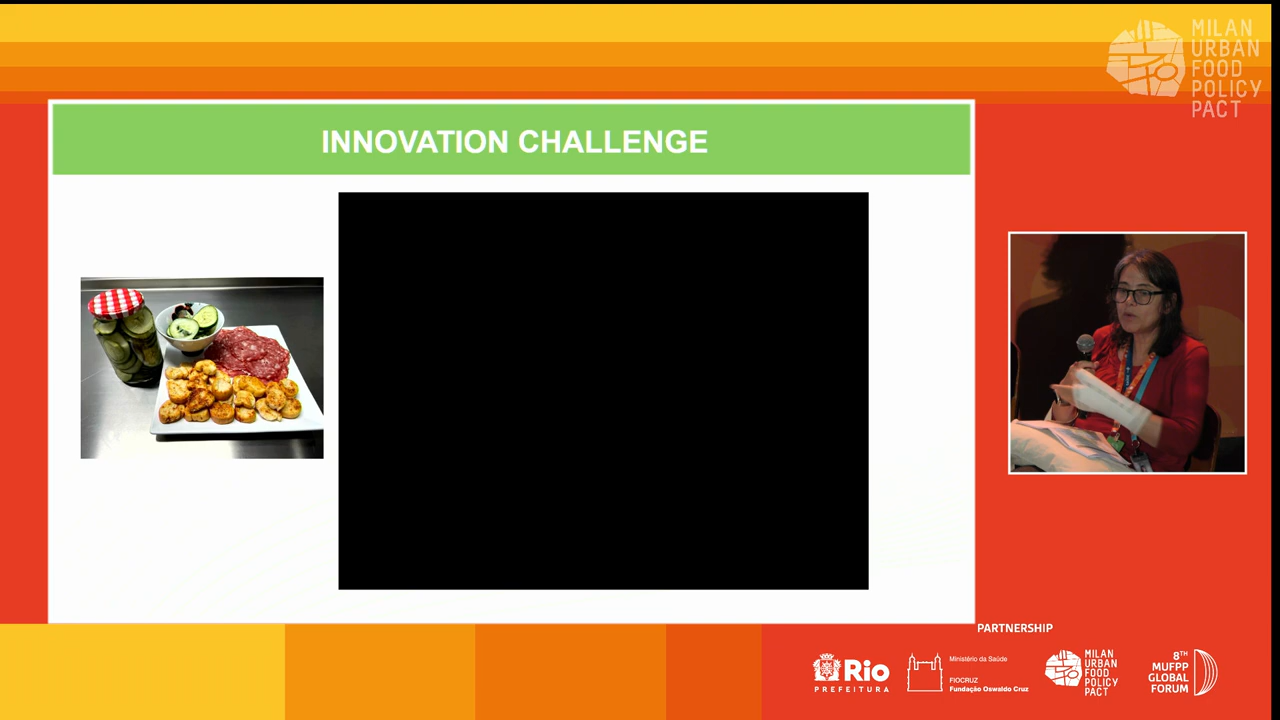 MILAN
URBAN
FOOD
POLICY
PACT
INNOVATION CHALLENGE
PARTNERSHIP
Rio
PREFEITURA
Ministério da Saúde
FIOCRUZ
Fundação Oswaldo Cruz
MILAN
URBAN
FOOD
POLICY
PACT
8TH
MUFPP
GLOBAL
FORUM